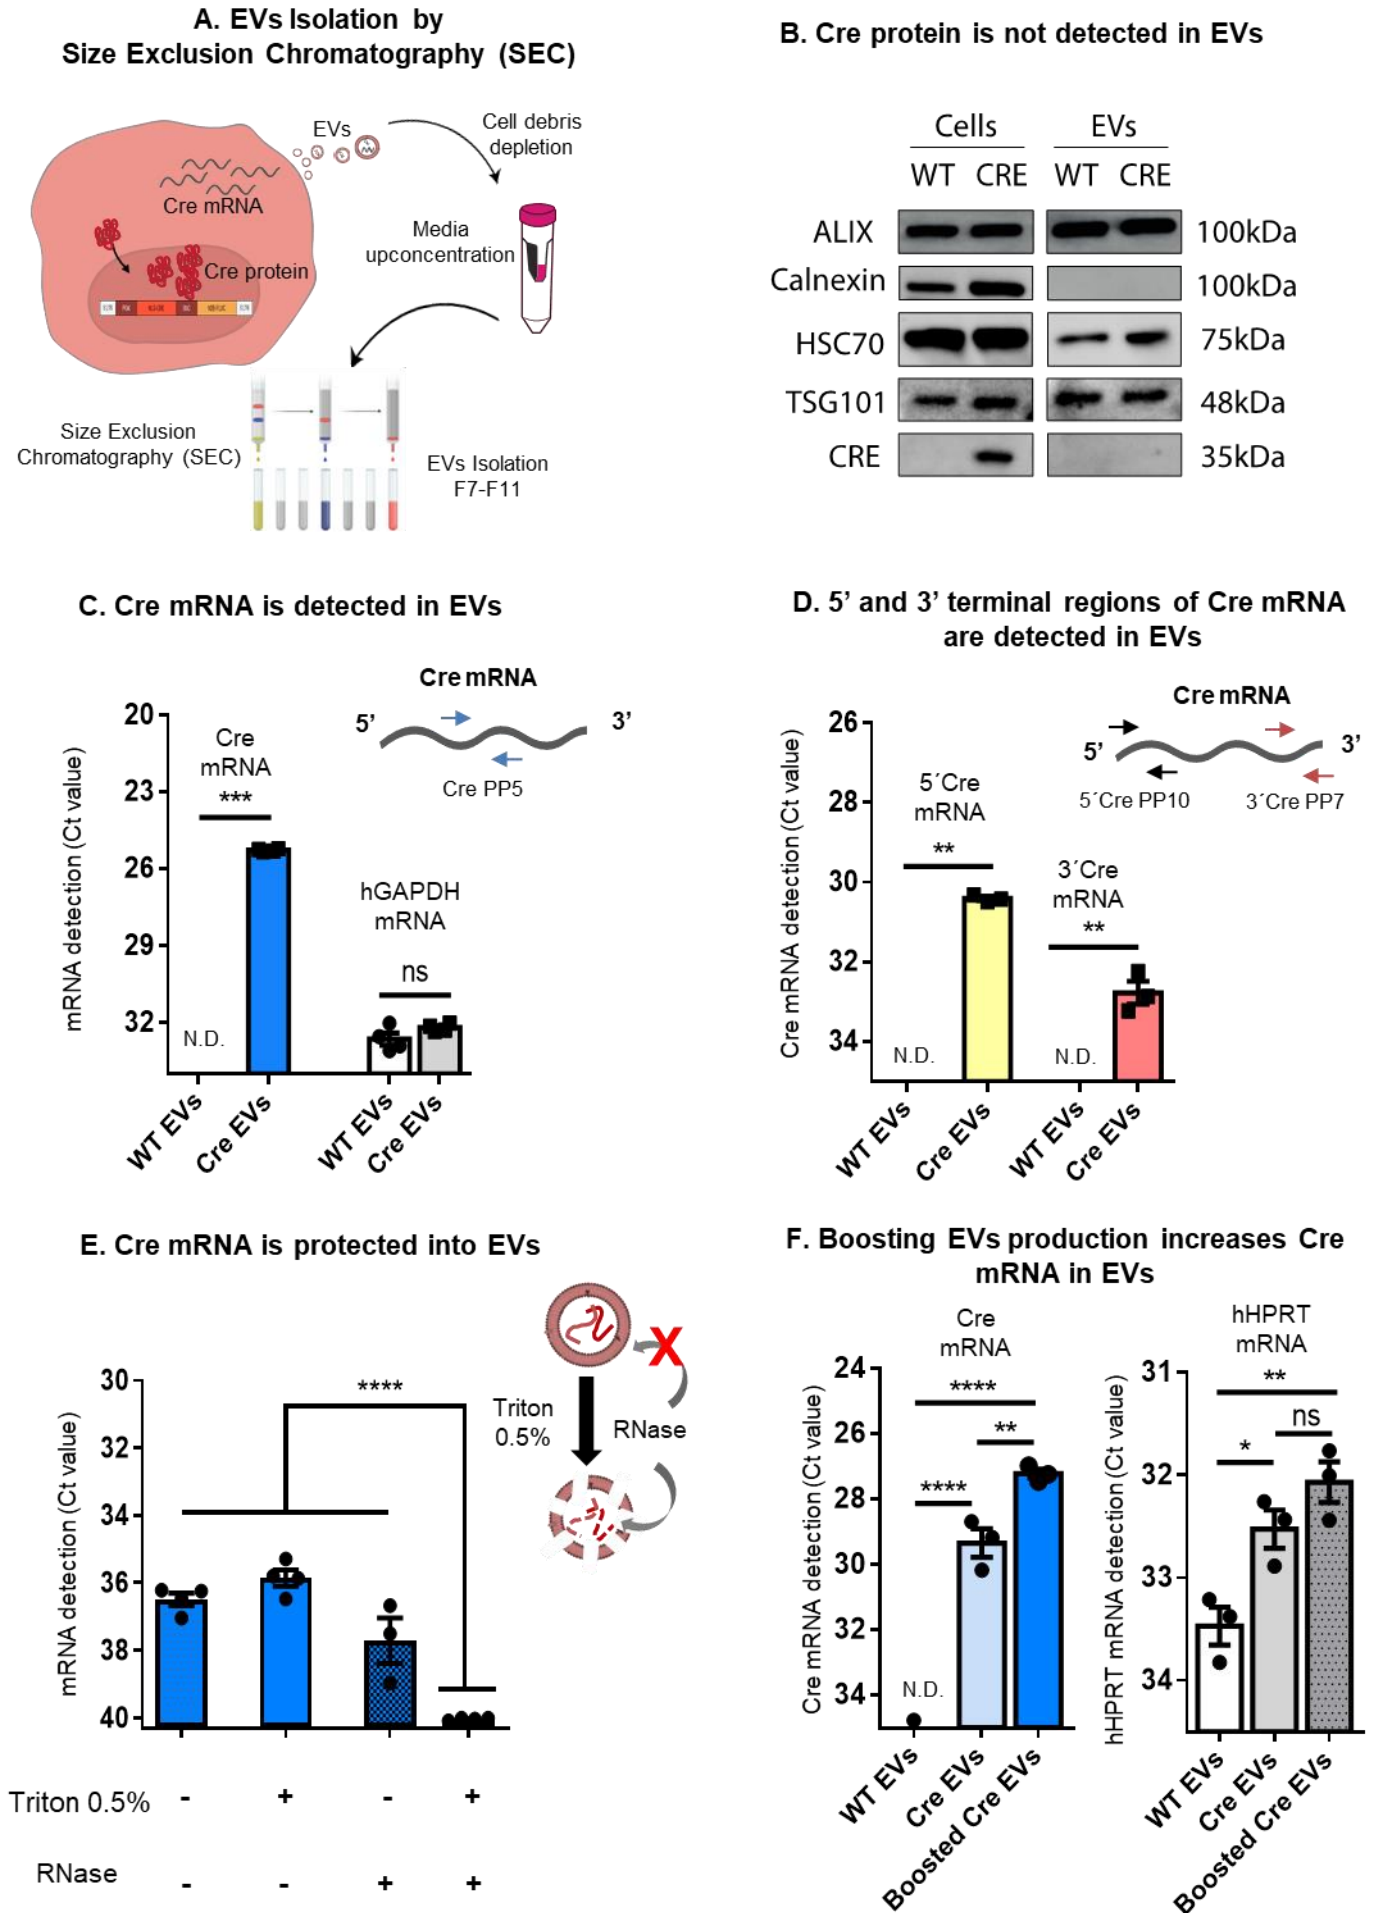 A. EVs Isolation by
Size Exclusion Chromatography (SEC)
EVs
Cre mRNA
Cre protein
Cell debris
depletion
Media
upconcentration
Size Exclusion
Chromatography (SEC)
EVs Isolation
F7-F11
B. Cre protein is not detected in EVs
Cells EVs
WT CRE WT CRE
ALIX 100kDa
Calnexin 100kDa
HSC70 75kDa
TSG101 48kDa
CRE 35kDa
C. Cre mRNA is detected in EVs
mRNA detection (Ct value)
20
23
26
29
32
Cre
mRNA
***
N.D.
hGAPDH
mRNA
ns
Cre mRNA
5’ 3’
Cre PP5
WT EVs
Cre EVs
WT EVs
Cre EVs
D. 5’ and 3’ terminal regions of Cre mRNA
are detected in EVs
Cre mRNA detection (Ct value)
26
28
30
32
34
5´Cre
mRNA
**
N.D.
3´Cre
mRNA
**
N.D.
Cre mRNA
5’ 3’
5´Cre PP10 3´Cre PP7
WT EVs
Cre EVs
WT EVs
Cre EVs
E. Cre mRNA is protected into EVs
mRNA detection (Ct value)
30
32
34
36
38
40
****
Triton
0.5%
RNase
X
Triton 0.5% - + - +
RNase - - + +
F. Boosting EVs production increases Cre
mRNA in EVs
Cre
mRNA
Cre mRNA detection (Ct value)
24
26
28
30
32
34
****
**
****
N.D.
WT EVs
Cre EVs
Boosted Cre EVs
hHPRT
mRNA
hHPRT mRNA detection (Ct value)
31
32
33
34
**
ns
*
WT EVs
Cre EVs
Boosted Cre EVs